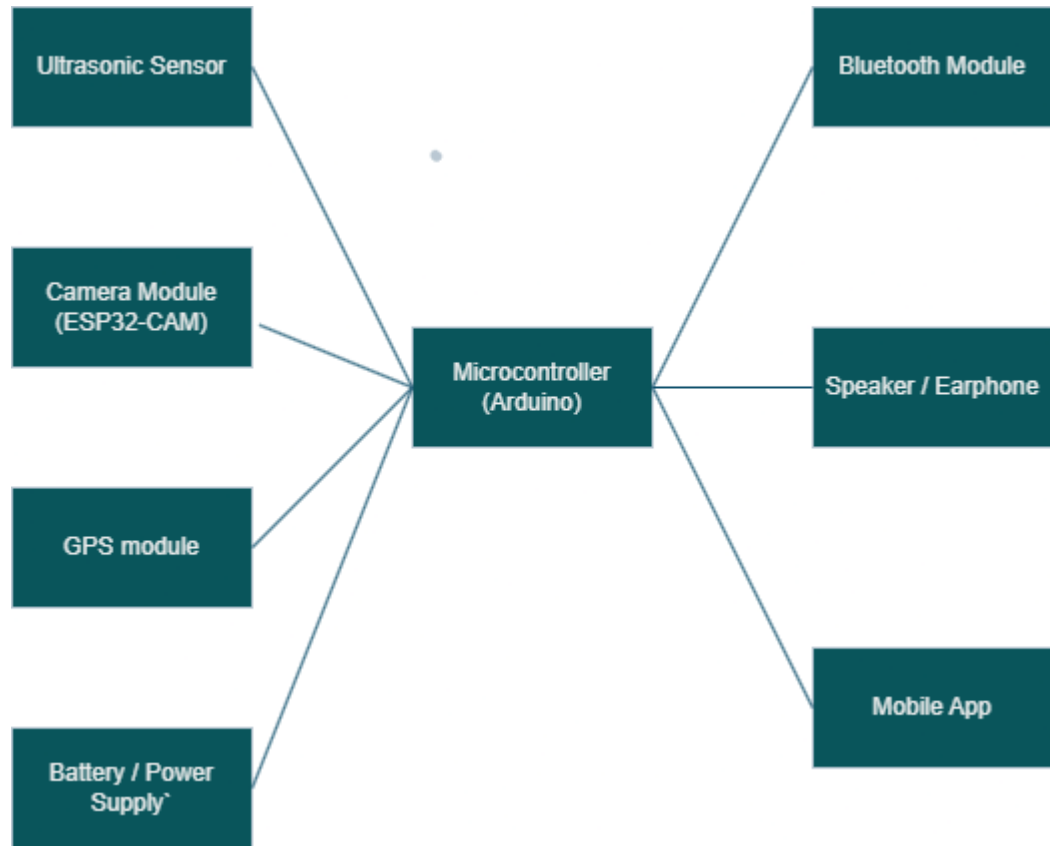 Ultrasonic Sensor
Bluetooth Module
Camera Module
(ESP32-CAM)
Microcontroller
(Arduino)
Speaker / Earphone
GPS module
Mobile App
Battery / Power
Supply`